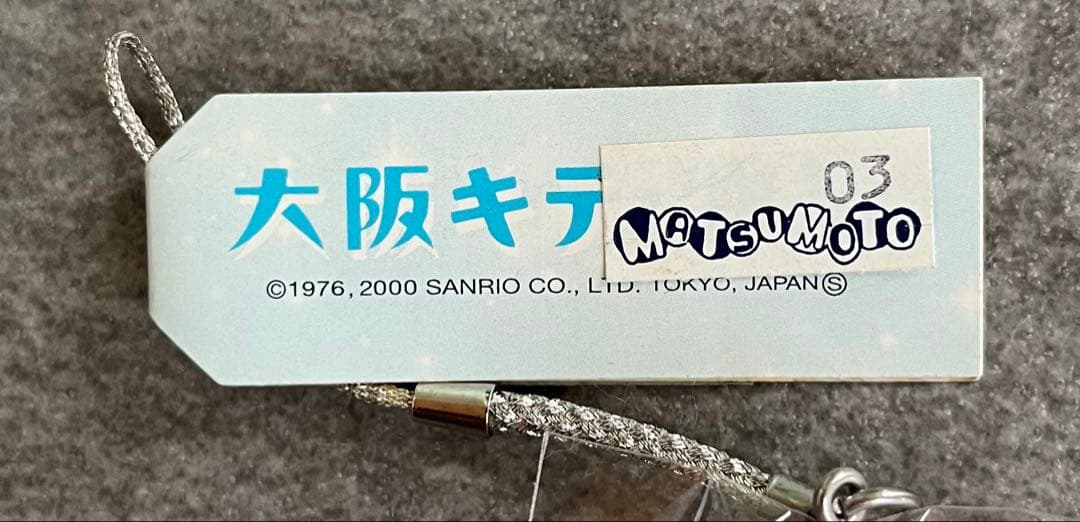 大阪キテ
03
MATSUMOTO
©1976, 2000 SANRIO CO., LTD. TOKYO, JAPAN Ⓢ